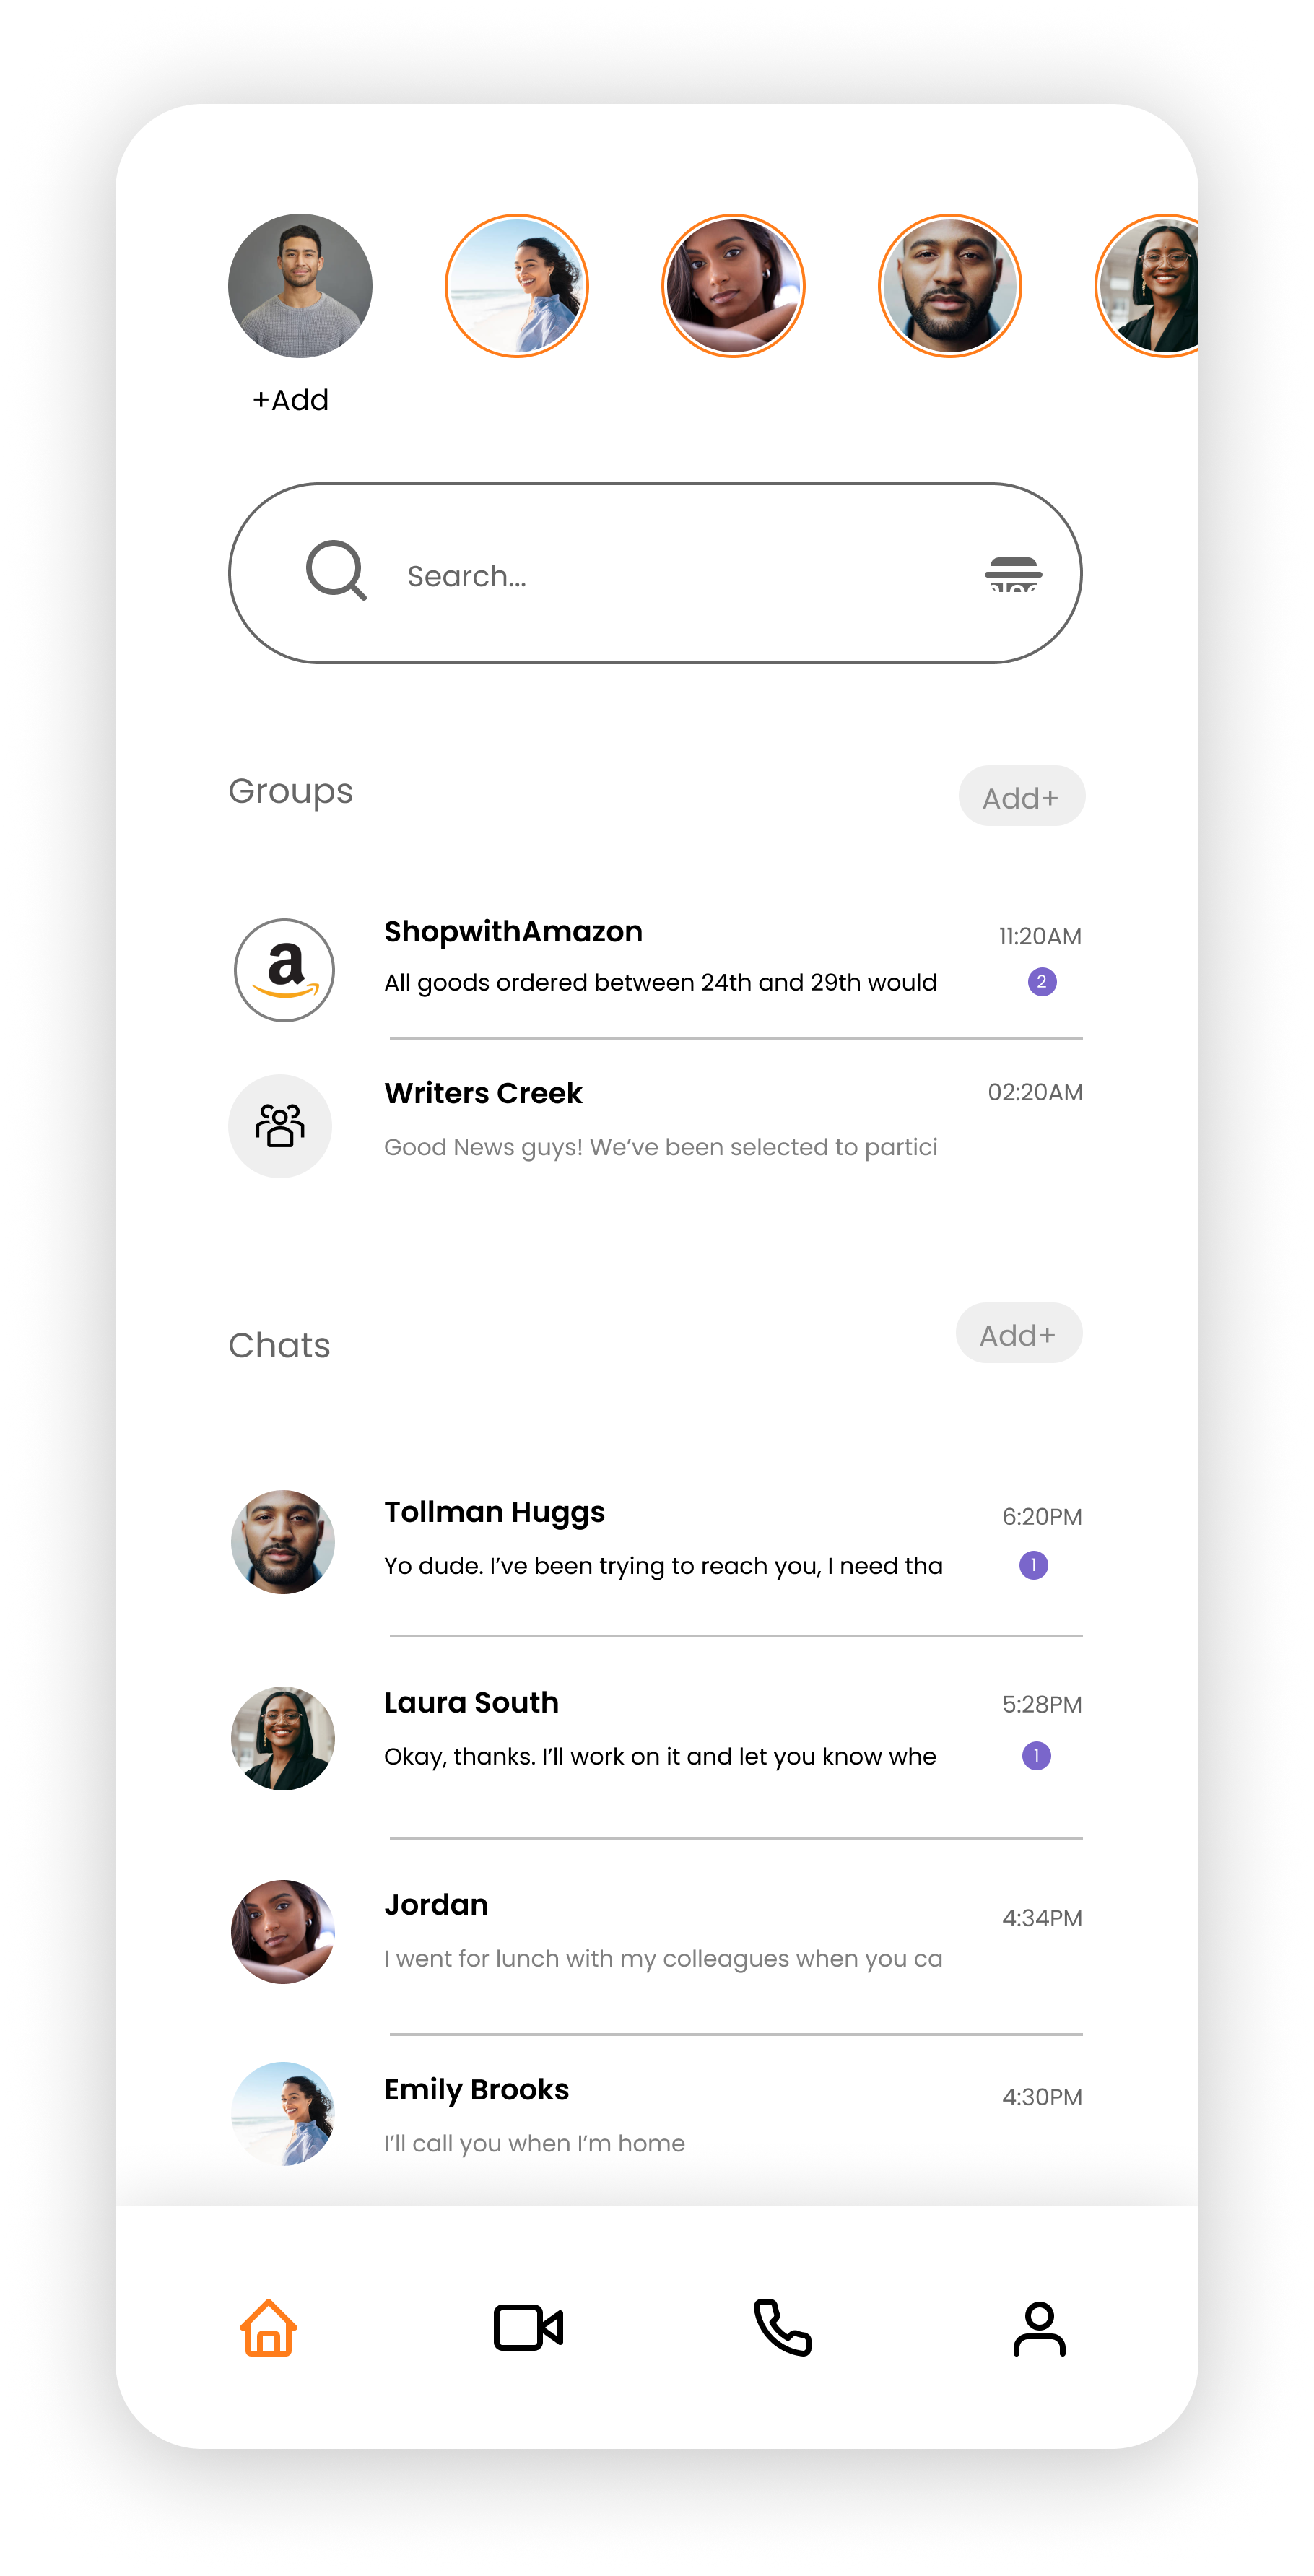 +Add
Search...
Groups
Add+
a
ShopwithAmazon
11:20AM
All goods ordered between 24th and 29th would
2
Writers Creek
02:20AM
Good News guys! We’ve been selected to partici
Chats
Add+
Tollman Huggs
6:20PM
Yo dude. I’ve been trying to reach you, I need tha
1
Laura South
5:28PM
Okay, thanks. I’ll work on it and let you know whe
1
Jordan
4:34PM
I went for lunch with my colleagues when you ca
Emily Brooks
4:30PM
I’ll call you when I’m home